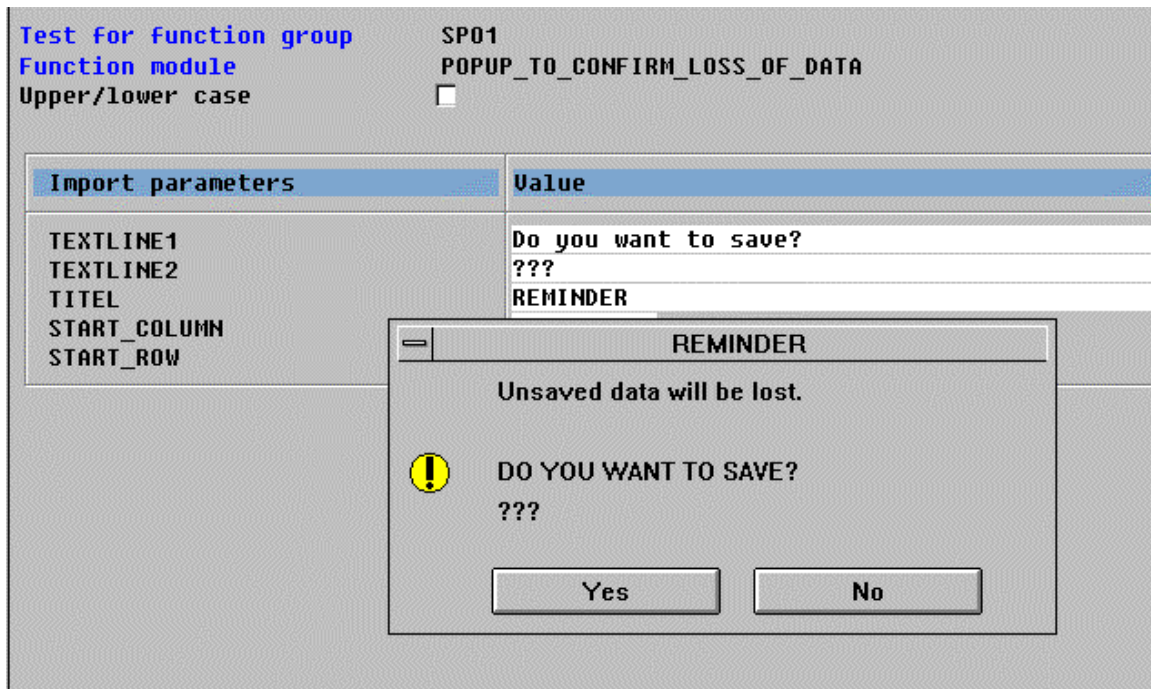 Test for function group SPO1
Function module POPUP_TO_CONFIRM_LOSS_OF_DATA
Upper/lower case
Import parameters Value
TEXTLINE1 Do you want to save?
TEXTLINE2 ???
TITEL REMINDER
START_COLUMN
START_ROW
REMINDER
Unsaved data will be lost.
DO YOU WANT TO SAVE?
???
Yes No